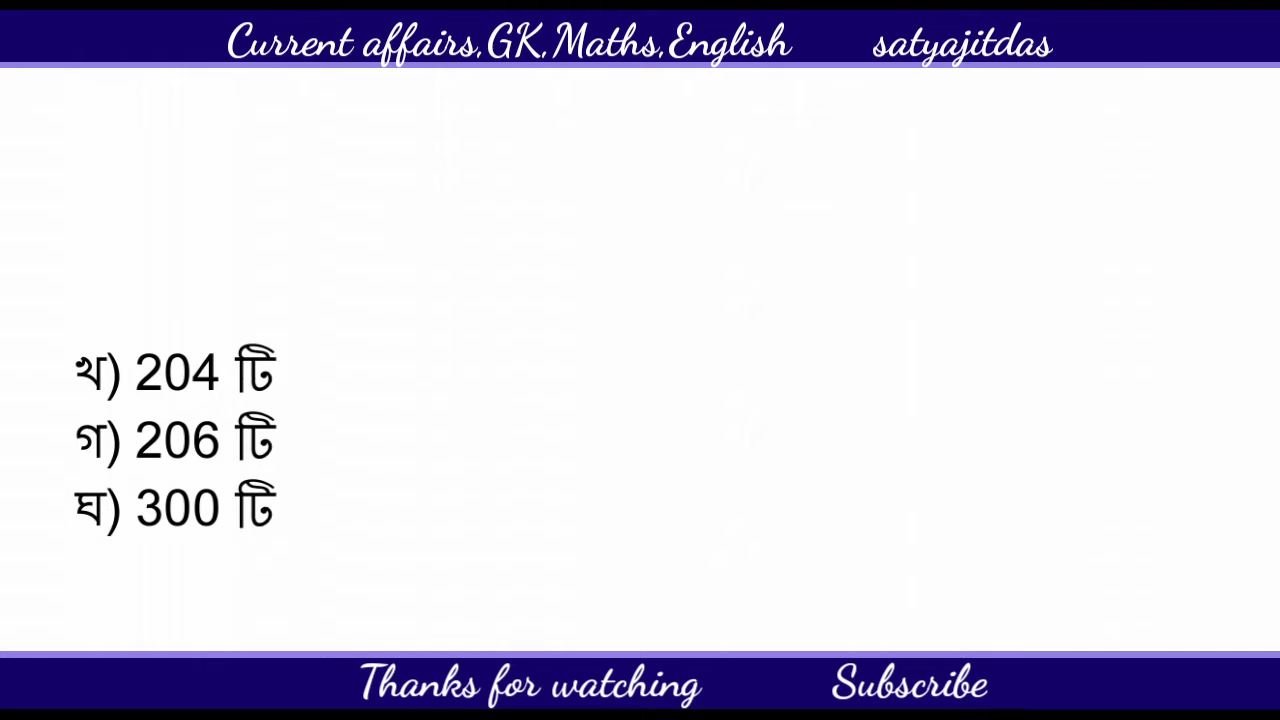 Current affairs,GK,Maths,English satyajitdas
খ) 204 টি
গ) 206 টি
ঘ) 300 টি
Thanks for watching Subscribe